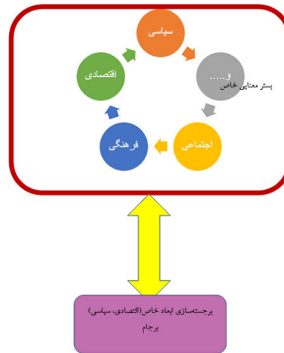 سیاسی
اقتصادی
و.....
بستر معنایی خاص
فرهنگی
اجتماعی
برجسته‌سازی ابعاد خاص(اقتصادی، سیاسی)
برجام